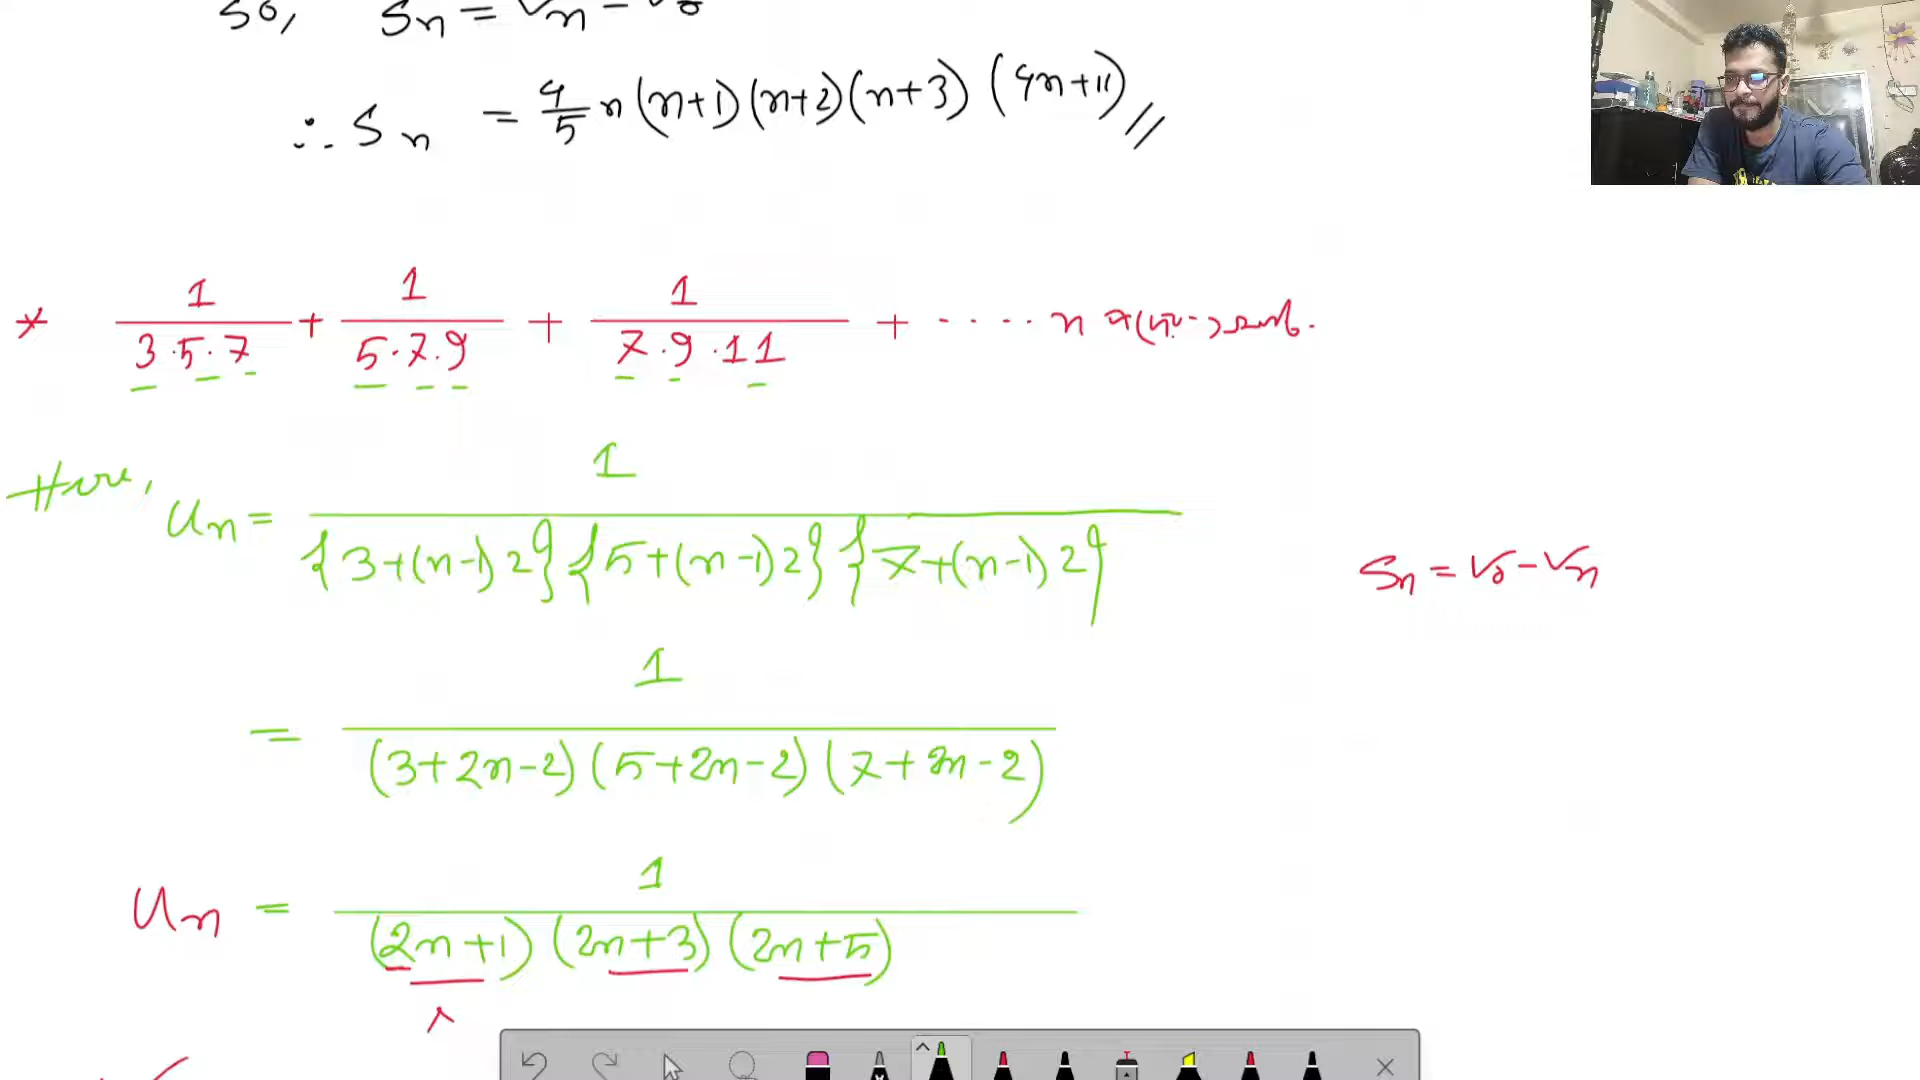 So, Sn = Vn - V0
∴ Sn = 4/5 n (n+1) (n+2) (n+3) (4n+11) //
* 1/(3·5·7) + 1/(5·7·9) + 1/(7·9·11) + ····· n
Here, Un = 1/({3+(n-1)2}{5+(n-1)2}{7+(n-1)2})
Sn = V0 - Vn
= 1/((3+2n-2)(5+2n-2)(7+2n-2))
Un = 1/((2n+1)(2n+3)(2n+5))